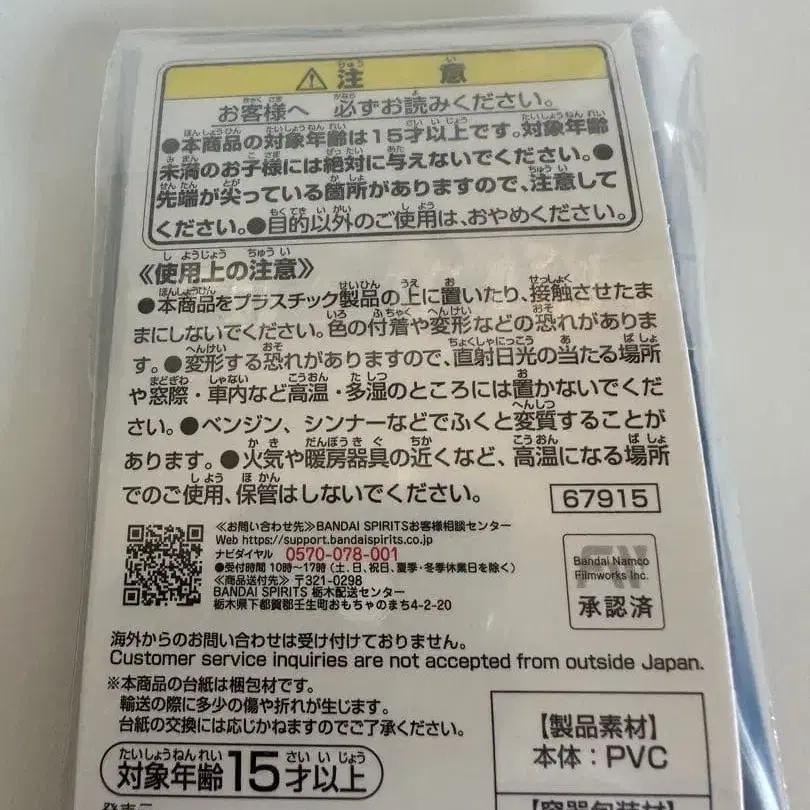 ⚠注 意
お客様へ 必ずお読みください。
●本商品の対象年齢は15才以上です。対象年齢
未満のお子様には絶対に与えないでください。●
先端が尖っている箇所がありますので、注意して
ください。●目的以外のご使用は、おやめください。
《使用上の注意》
●本商品をプラスチック製品の上に置いたり、接触させたま
まにしないでください。色の付着や変形などの恐れがありま
す。●変形する恐れがありますので、直射日光の当たる場所
や窓際・車内など高温・多湿のところには置かないでくだ
さい。●ベンジン、シンナーなどでふくと変質することが
あります。●火気や暖房器具の近くなど、高温になる場所
でのご使用、保管はしないでください。
67915
≪お問い合わせ先≫BANDAI SPIRITSお客様相談センター
Web https://support.bandaispirits.co.jp
ナビダイヤル 0570-078-001
●受付時間 10時～17時(土、日、祝日、夏季・冬季休業日を除く)
≪商品送付先≫〒321-0298
BANDAI SPIRITS 栃木配送センター
栃木県下都賀郡壬生町おもちゃのまち4-2-20
Bandai Namco
Filmworks Inc.
承認済
海外からのお問い合わせは受け付けておりません。
Customer service inquiries are not accepted from outside Japan.
※本商品の台紙は梱包材です。
輸送の際に多少の傷や折れが生じます。
台紙の交換には応じかねますのでご了承ください。
対象年齢15才以上
【製品素材】
本体：PVC